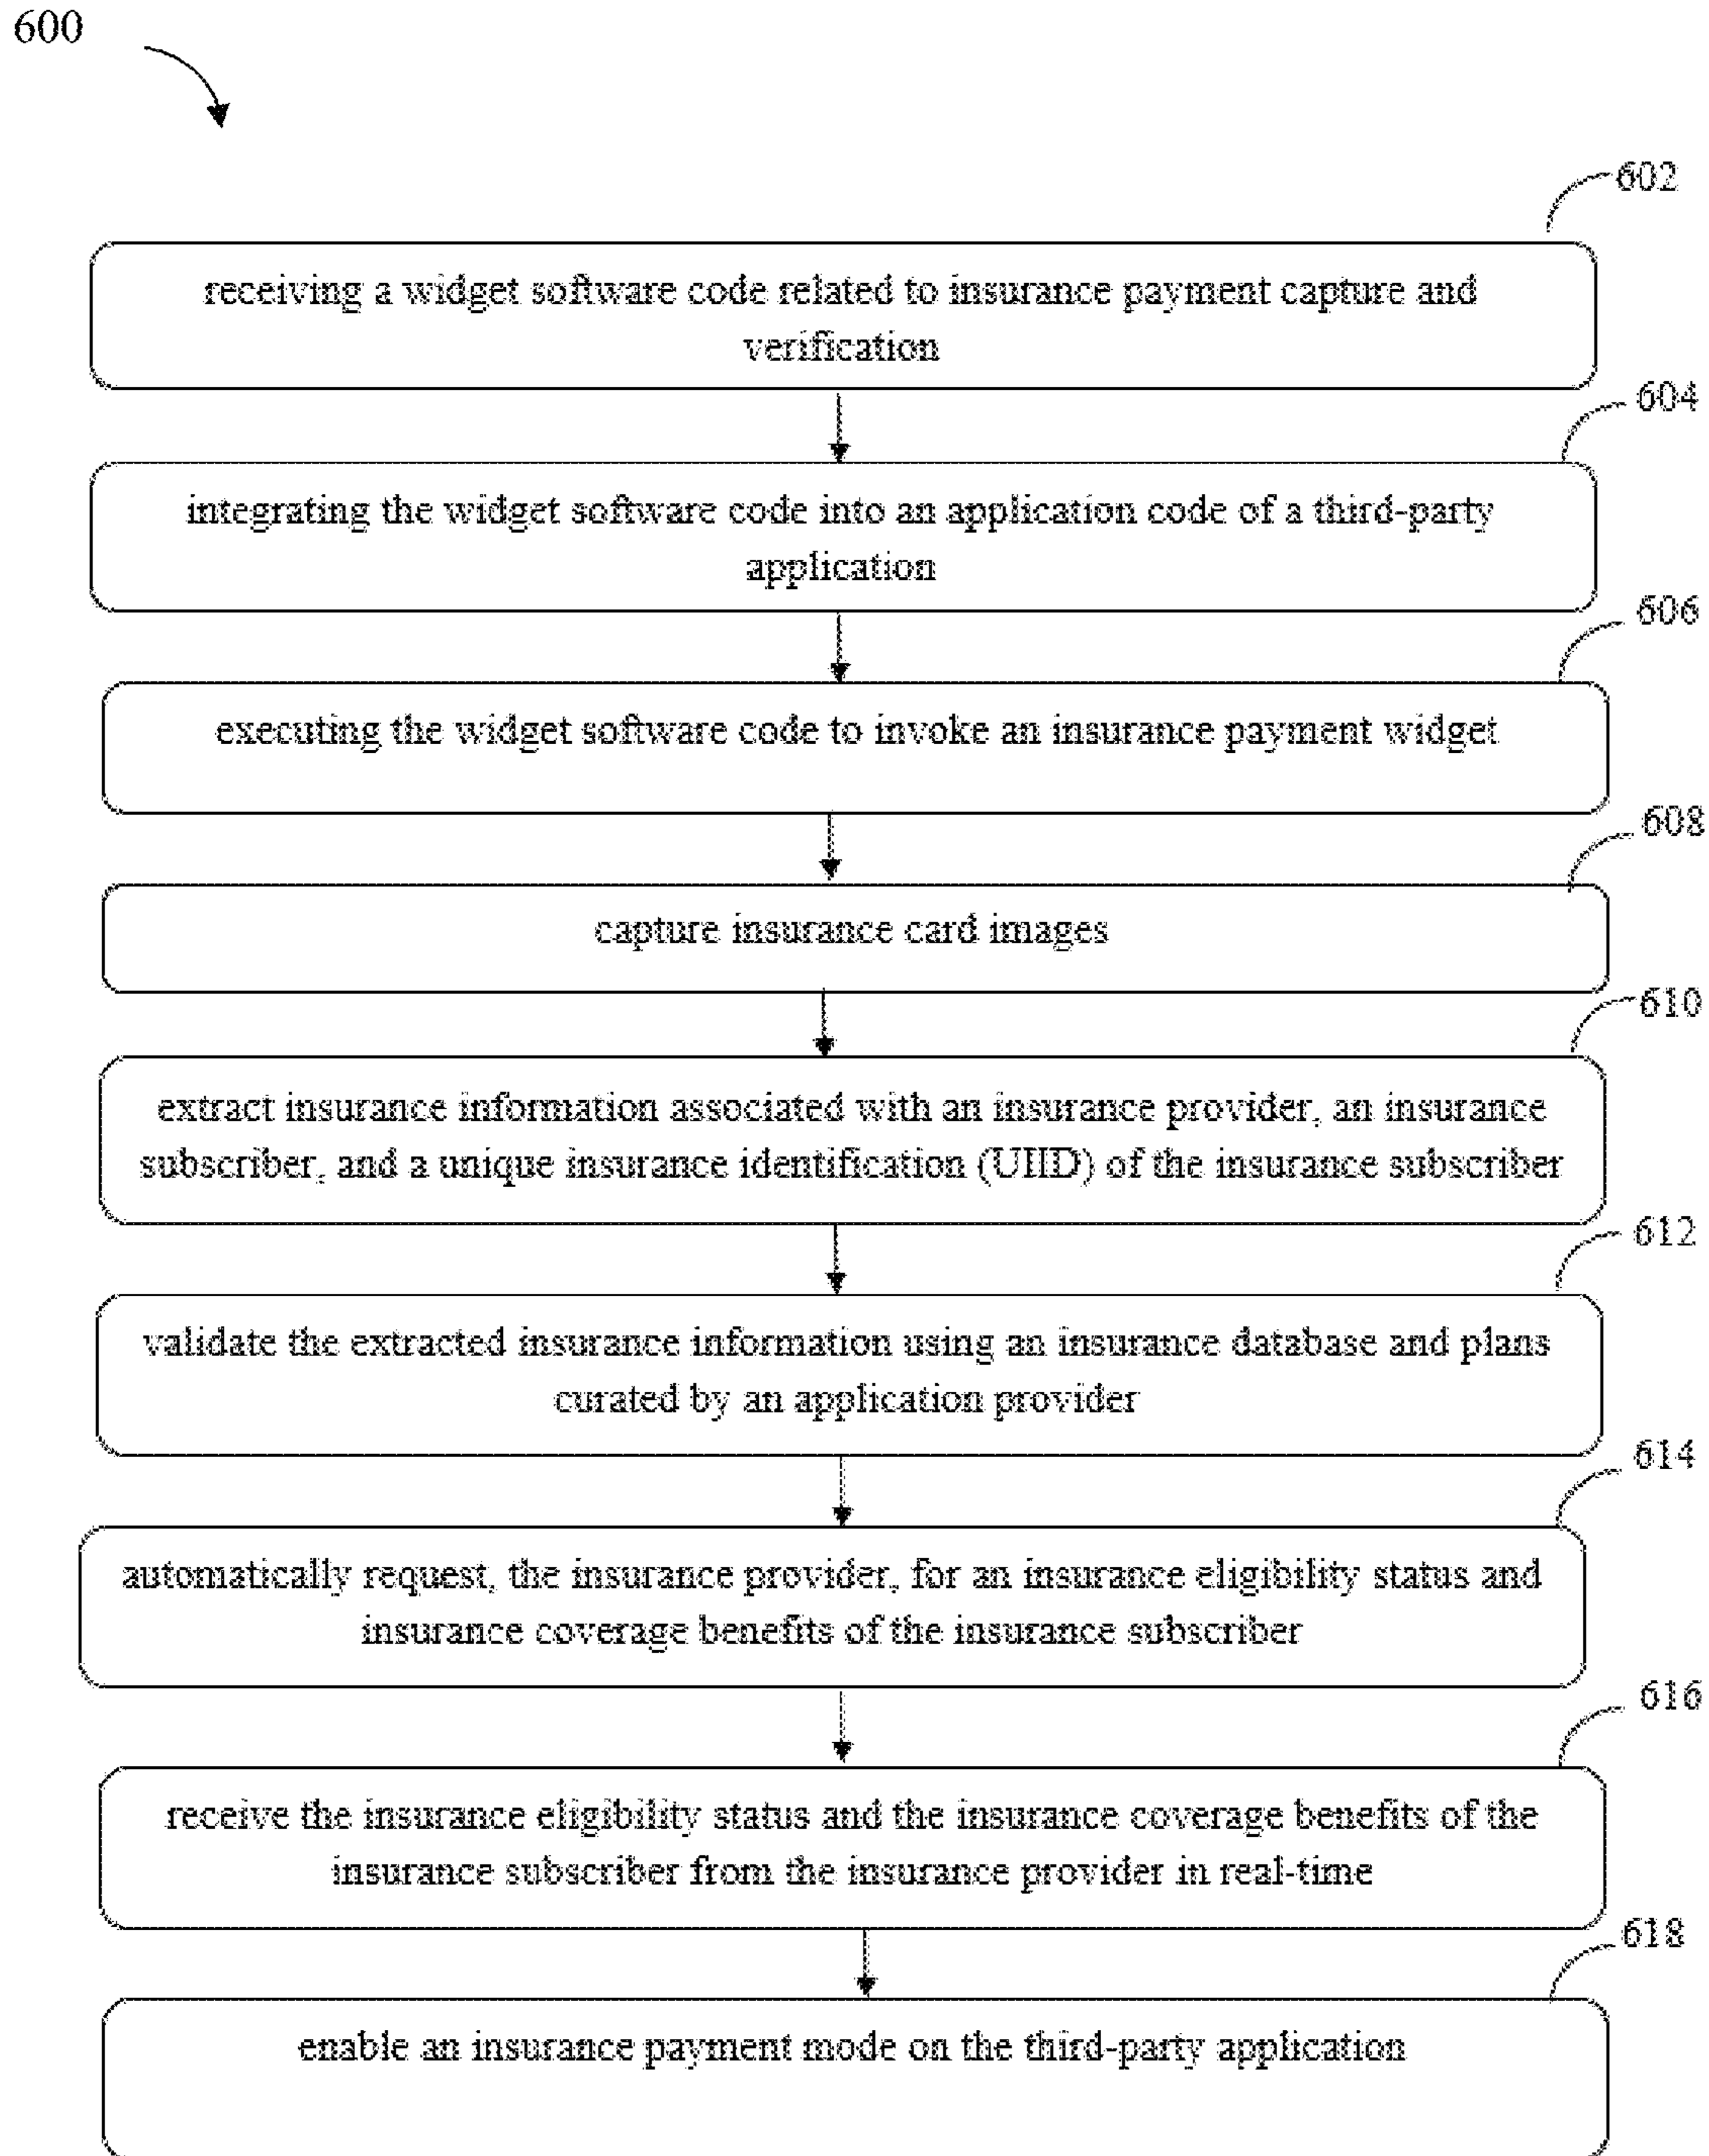 600
602
receiving a widget software code related to insurance payment capture and
verification
604
integrating the widget software code into an application code of a third-party
application
606
executing the widget software code to invoke an insurance payment widget
608
capture insurance card images
610
extract insurance information associated with an insurance provider, an insurance
subscriber, and a unique insurance identification (UIID) of the insurance subscriber
612
validate the extracted insurance information using an insurance database and plans
curated by an application provider
614
automatically request, the insurance provider, for an insurance eligibility status and
insurance coverage benefits of the insurance subscriber
616
receive the insurance eligibility status and the insurance coverage benefits of the
insurance subscriber from the insurance provider in real-time
618
enable an insurance payment mode on the third-party application